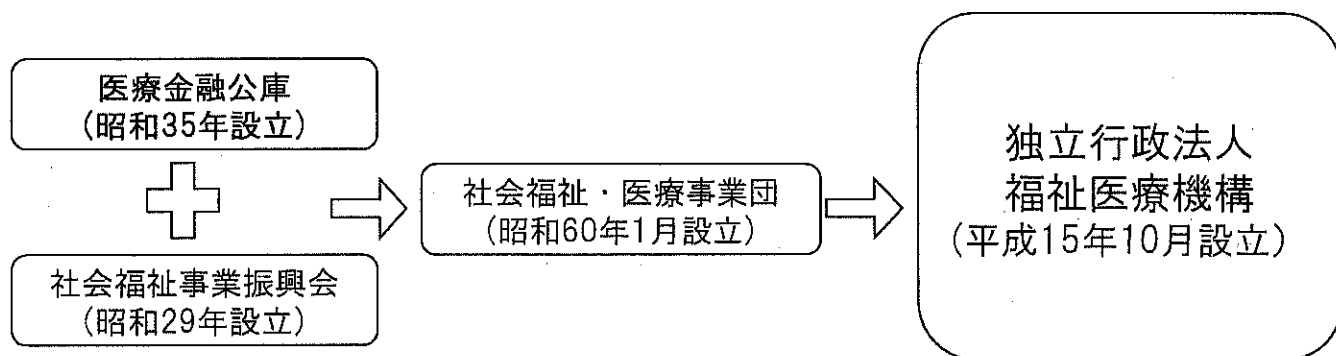 医療金融公庫
(昭和35年設立)
社会福祉事業振興会
(昭和29年設立)
社会福祉・医療事業団
(昭和60年1月設立)
独立行政法人
福祉医療機構
(平成15年10月設立)